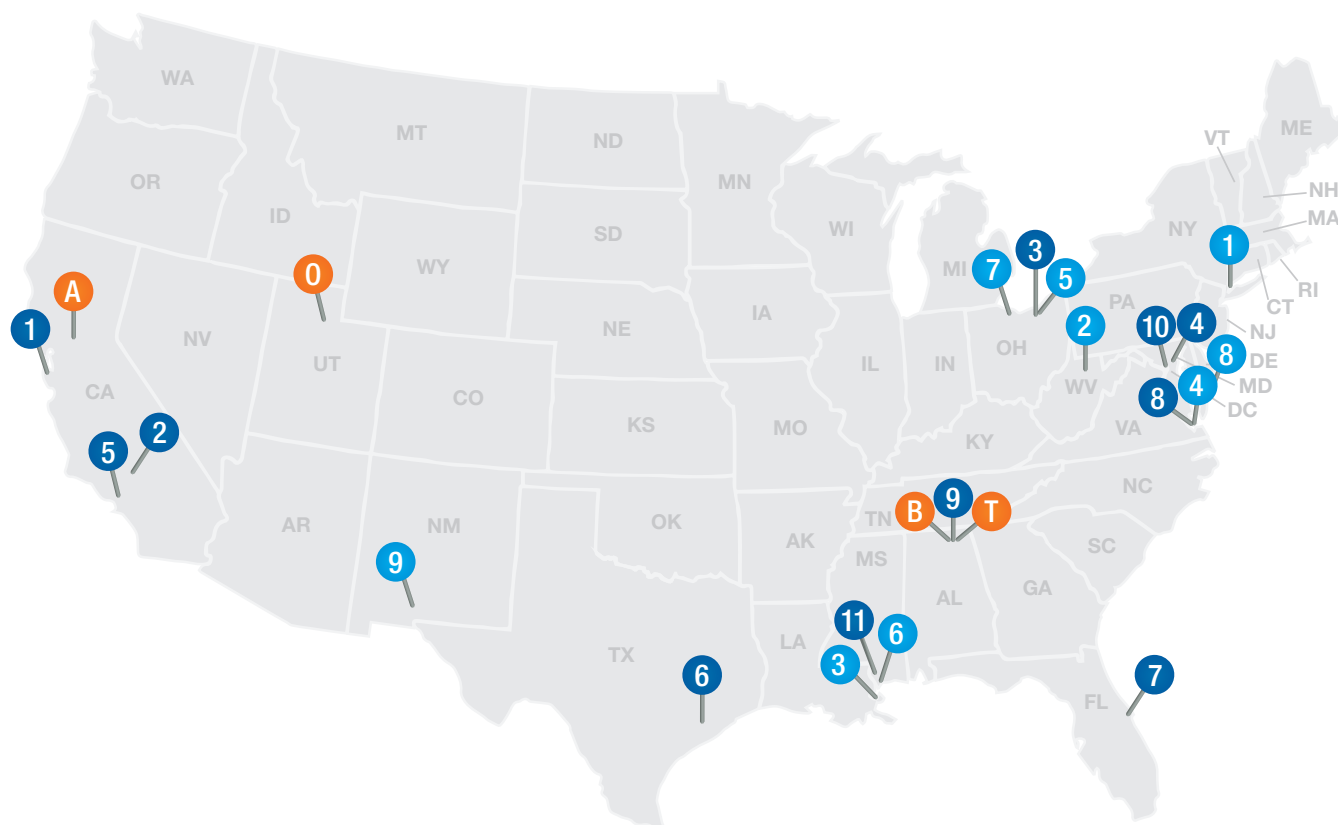 WA
MT
ND
MN
ME
VT
OR
ID
SD
WI
MI
NY
NH
MA
RI
CT
WY
O
A
1
7
3
5
1
NV
UT
CA
NE
IA
PA
NJ
2
10
4
8
DE
MD
DC
IL
IN
OH
WV
4
8
VA
CO
KS
MO
KY
5
2
AR
NM
OK
AK
TN
B
9
T
NC
SC
9
MS
AL
GA
TX
LA
11
6
3
6
7
FL